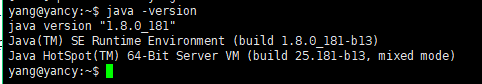 yang@yancy:~$ java -version
java version "1.8.0_181"
Java(TM) SE Runtime Environment (build 1.8.0_181-b13)
Java HotSpot(TM) 64-Bit Server VM (build 25.181-b13, mixed mode)
yang@yancy:~$